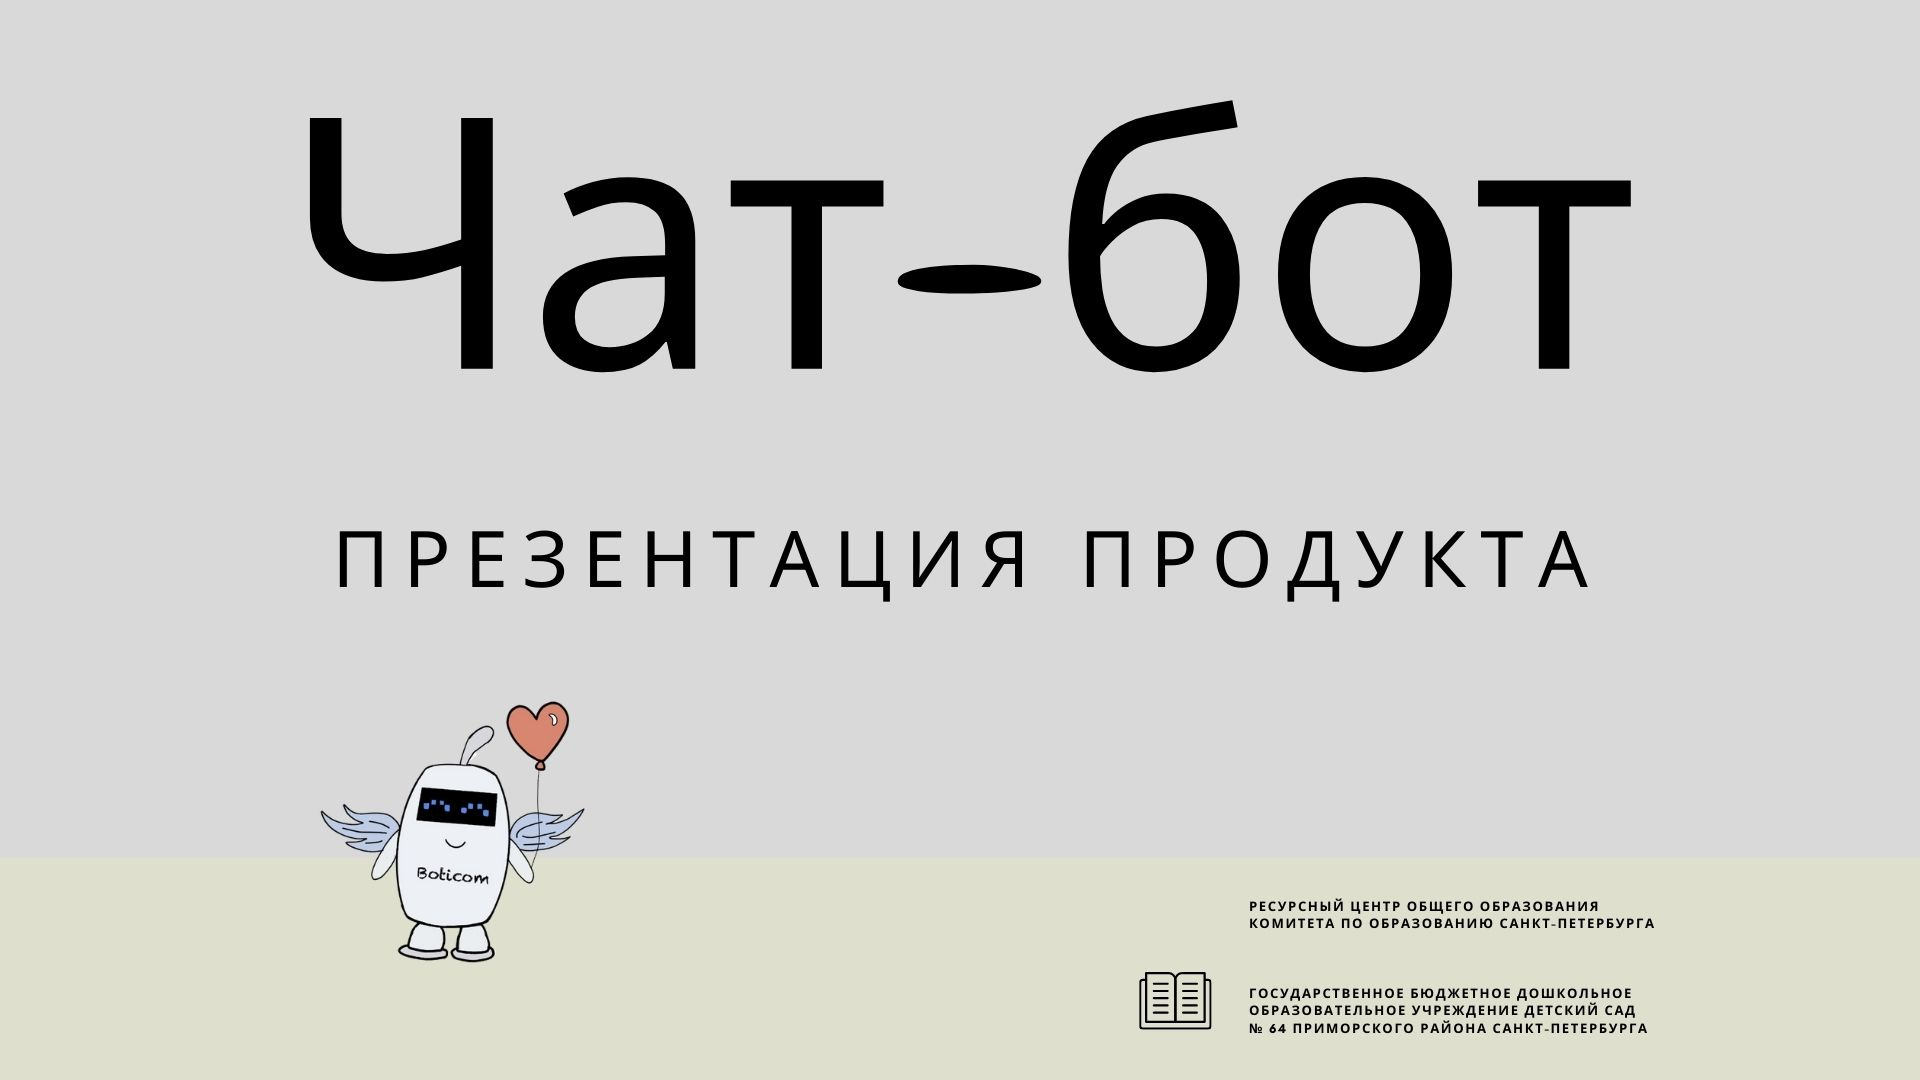 Чат-бот
ПРЕЗЕНТАЦИЯ ПРОДУКТА
Boticom
РЕСУРСНЫЙ ЦЕНТР ОБЩЕГО ОБРАЗОВАНИЯ
КОМИТЕТА ПО ОБРАЗОВАНИЮ САНКТ-ПЕТЕРБУРГА
ГОСУДАРСТВЕННОЕ БЮДЖЕТНОЕ ДОШКОЛЬНОЕ
ОБРАЗОВАТЕЛЬНОЕ УЧРЕЖДЕНИЕ ДЕТСКИЙ САД
№ 64 ПРИМОРСКОГО РАЙОНА САНКТ-ПЕТЕРБУРГА